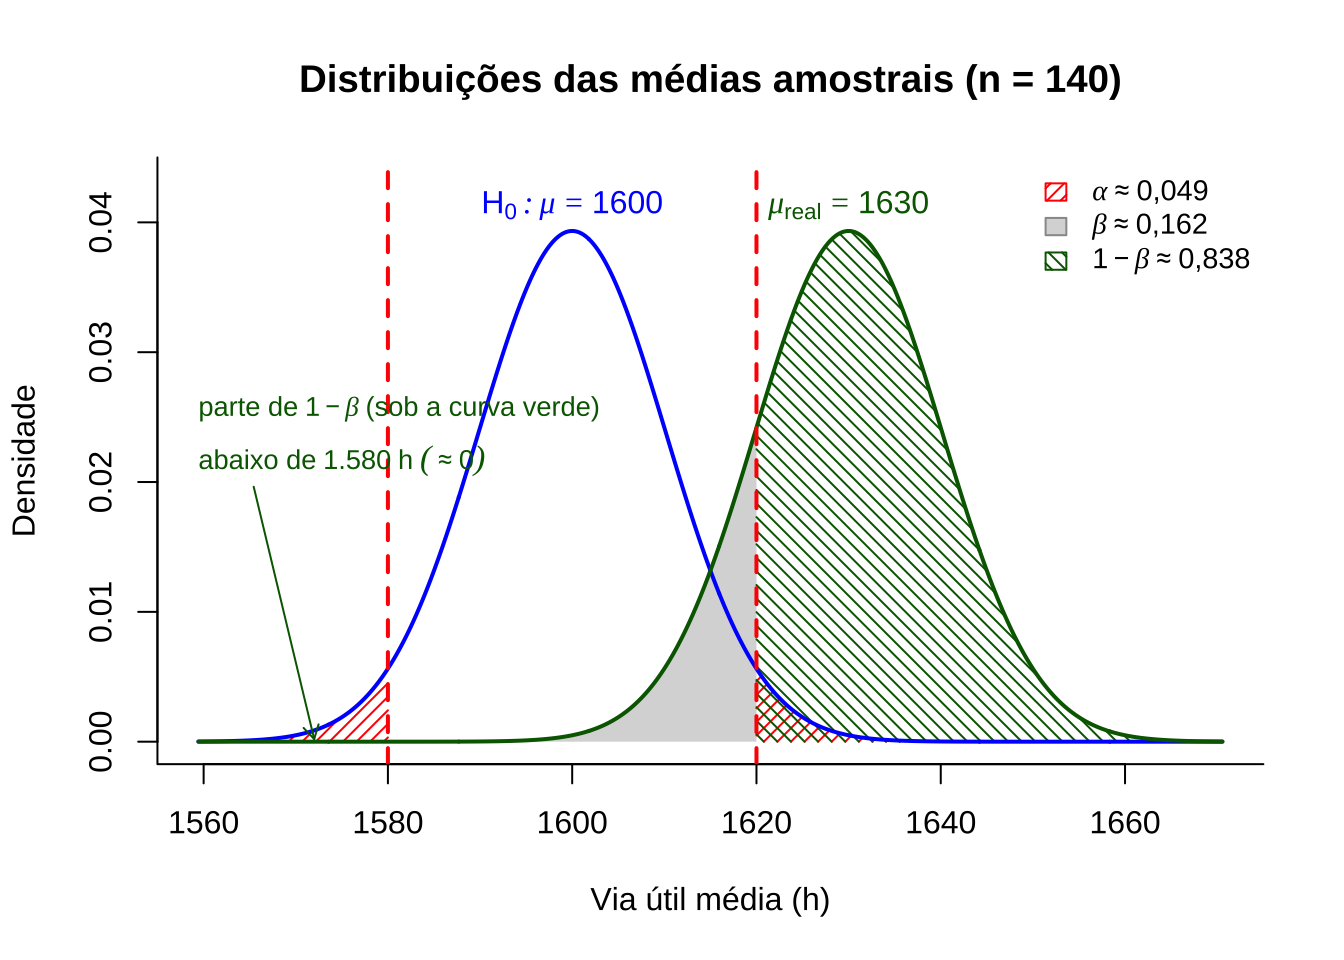 Distribuições das médias amostrais (n = 140)
H0 : μ = 1600
μreal = 1630
α ≈ 0,049
β ≈ 0,162
1 − β ≈ 0,838
parte de 1 − β (sob a curva verde)
abaixo de 1.580 h ( ≈ 0)
Densidade
0.04
0.03
0.02
0.01
0.00
1560 1580 1600 1620 1640 1660
Via útil média (h)